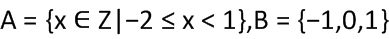 A = {x ∈ Z|−2 ≤ x < 1},B = {−1,0,1}